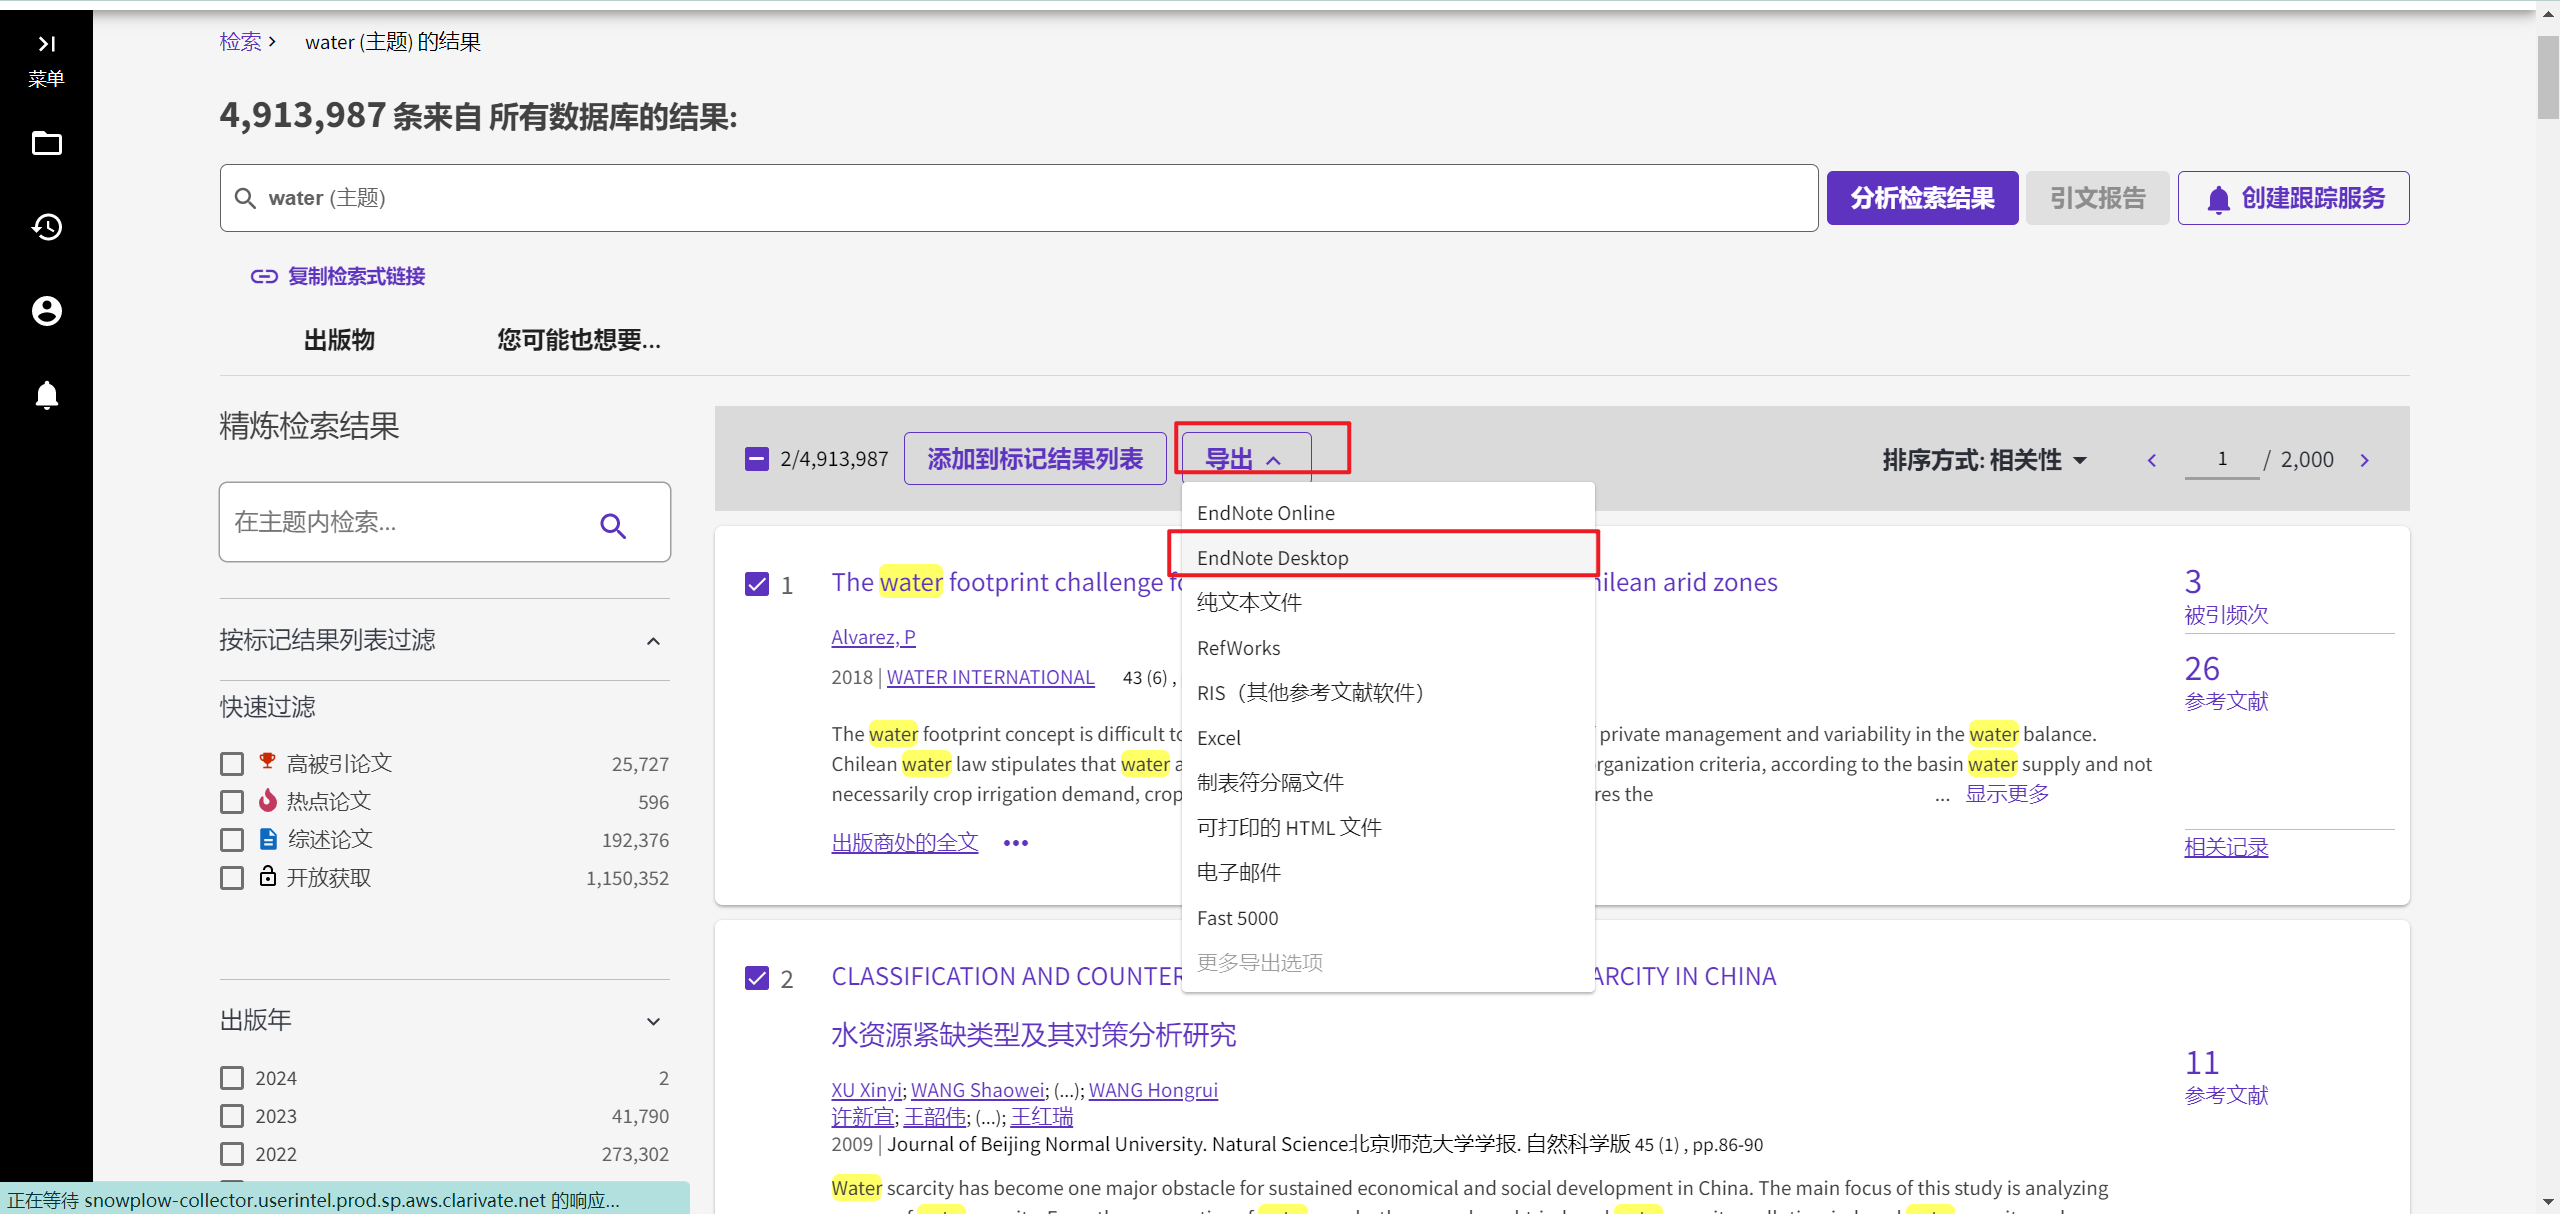 菜单
检索 › water (主题) 的结果
4,913,987 条来自 所有数据库的结果:
water (主题)
分析检索结果
引文报告
创建跟踪服务
复制检索式链接
出版物
您可能也想要...
精炼检索结果
在主题内检索...
按标记结果列表过滤
快速过滤
高被引论文 25,727
热点论文 596
综述论文 192,376
开放获取 1,150,352
出版年
2024 2
2023 41,790
2022 273,302
2/4,913,987
添加到标记结果列表
导出
排序方式: 相关性
1 / 2,000
EndNote Online
EndNote Desktop
纯文本文件
RefWorks
RIS（其他参考文献软件）
Excel
制表符分隔文件
可打印的 HTML 文件
电子邮件
Fast 5000
更多导出选项
1 The water footprint challenge fo hilean arid zones
Alvarez, P
2018 | WATER INTERNATIONAL 43 (6) ,
The water footprint concept is difficult to private management and variability in the water balance.
Chilean water law stipulates that water a rganization criteria, according to the basin water supply and not
necessarily crop irrigation demand, crop res the ... 显示更多
出版商处的全文 •••
3
被引频次
26
参考文献
相关记录
2 CLASSIFICATION AND COUNTER ARCITY IN CHINA
水资源紧缺类型及其对策分析研究
XU Xinyi; WANG Shaowei; (...); WANG Hongrui
许新宜; 王韶伟; (...); 王红瑞
2009 | Journal of Beijing Normal University. Natural Science北京师范大学学报. 自然科学版 45 (1) , pp.86-90
Water scarcity has become one major obstacle for sustained economical and social development in China. The main focus of this study is analyzing
11
参考文献
正在等待 snowplow-collector.userintel.prod.sp.aws.clarivate.net 的响应...